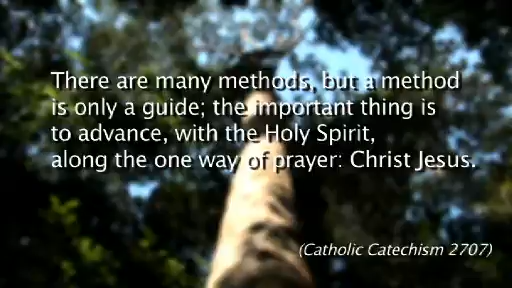 There are many methods, but a method
is only a guide; the important thing is
to advance, with the Holy Spirit,
along the one way of prayer: Christ Jesus.
(Catholic Catechism 2707)